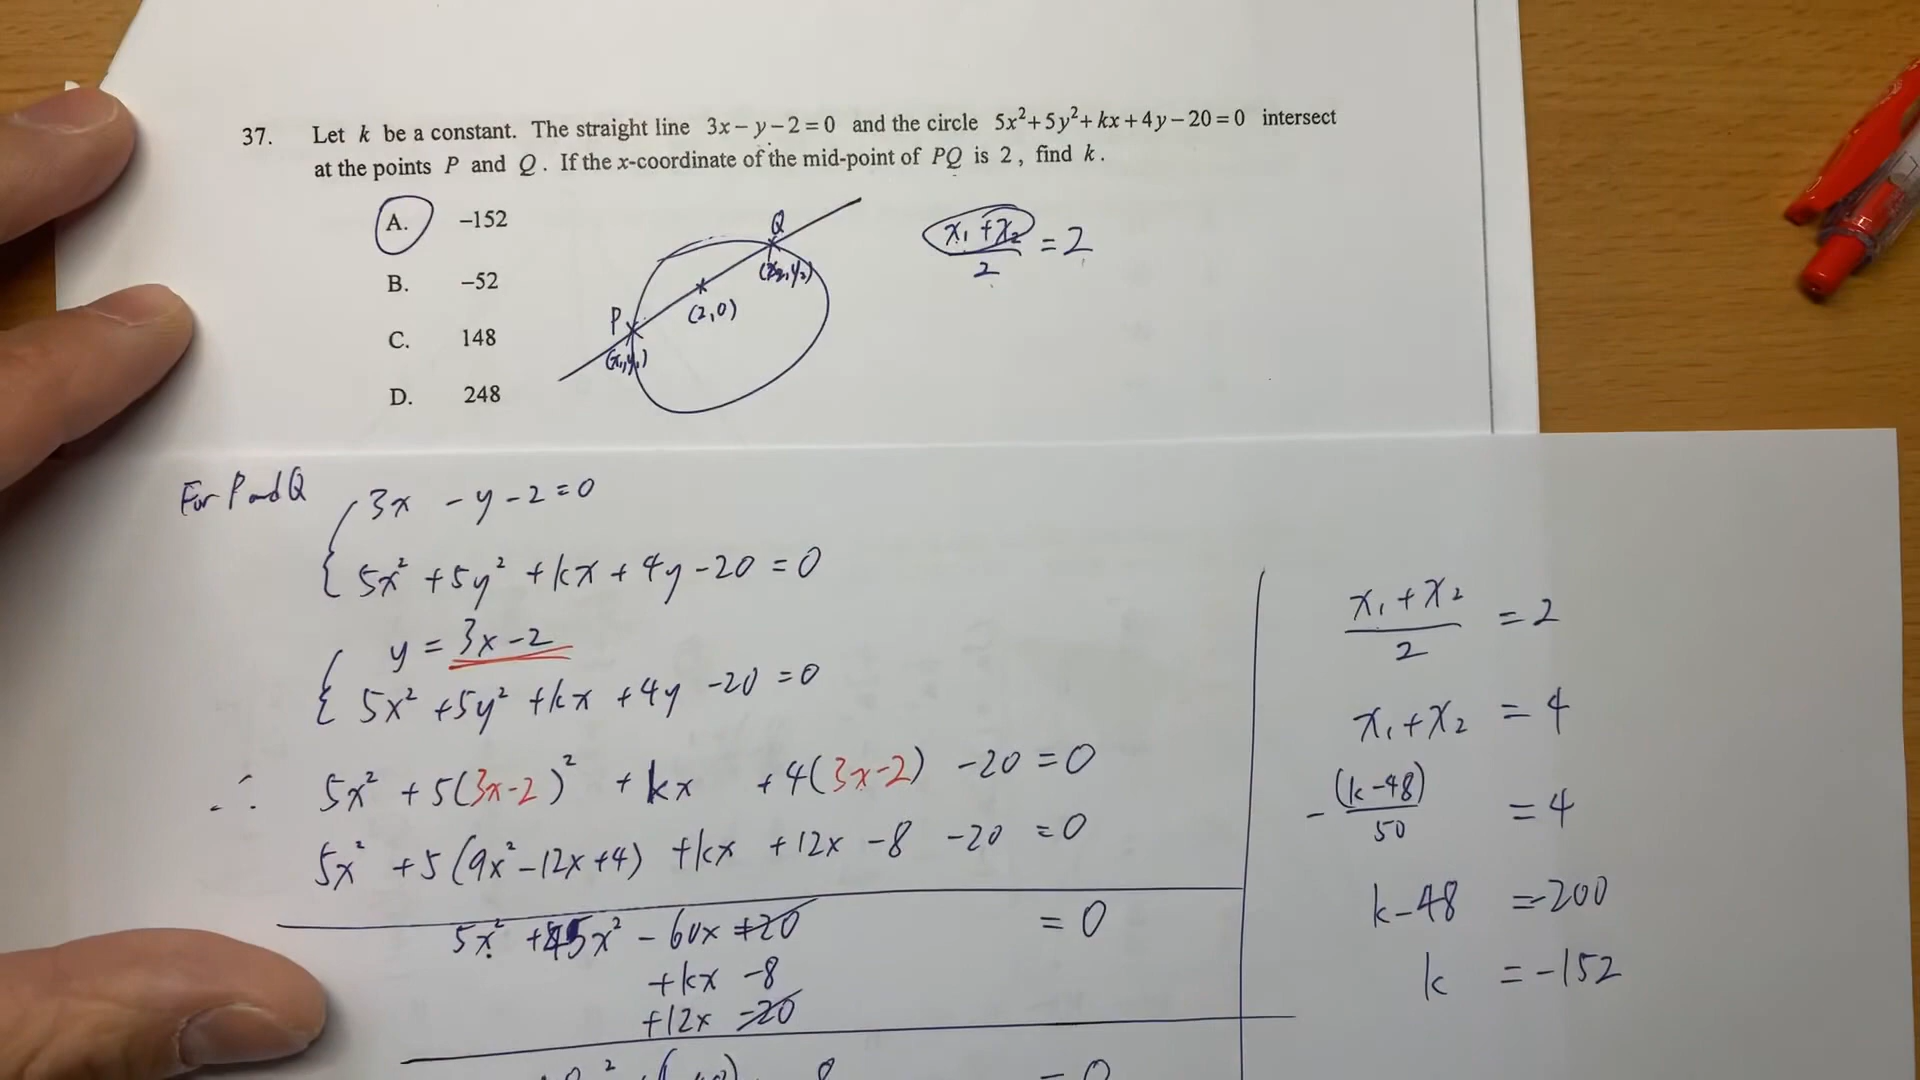 37. Let k be a constant. The straight line 3x−y−2=0 and the circle 5x²+5y²+kx+4y−20=0 intersect
at the points P and Q. If the x-coordinate of the mid-point of PQ is 2, find k.
A. −152
B. −52
C. 148
D. 248
Q
(x₂,y₂)
(2,0)
P
(x₁,y₁)
x₁+x₂
2
=2
For P and Q
3x −y−2=0
5x²+5y²+kx+4y−20=0
y=3x−2
5x²+5y²+kx+4y−20=0
∴ 5x²+5(3x−2)²+kx+4(3x−2)−20=0
5x²+5(9x²−12x+4)+kx+12x−8−20=0
5x²+45x²−60x+20 =0
+kx −8
+12x −20
x₁+x₂
2
=2
x₁+x₂=4
−(k−48)
50
=4
k−48=−200
k=−152